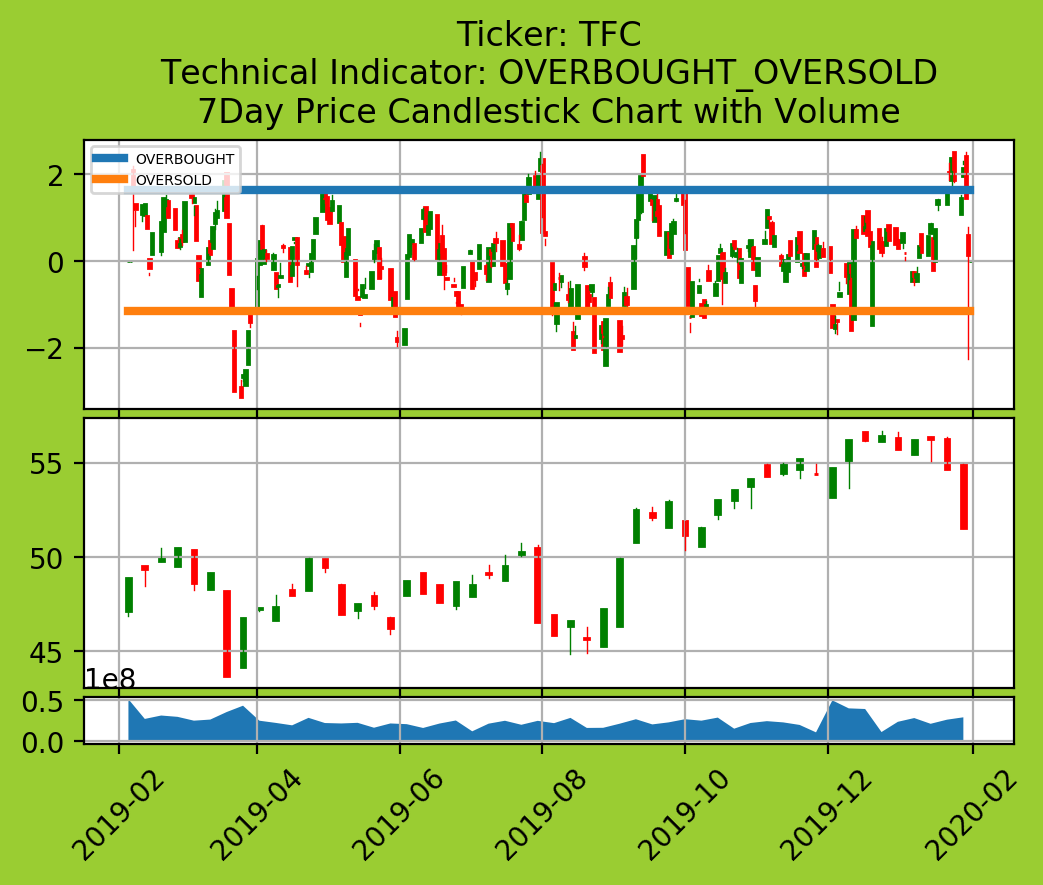 Ticker: TFC
Technical Indicator: OVERBOUGHT_OVERSOLD
7Day Price Candlestick Chart with Volume
OVERBOUGHT
OVERSOLD
2
0
−2
55
50
45
1e8
0.5
0.0
2019-02
2019-04
2019-06
2019-08
2019-10
2019-12
2020-02